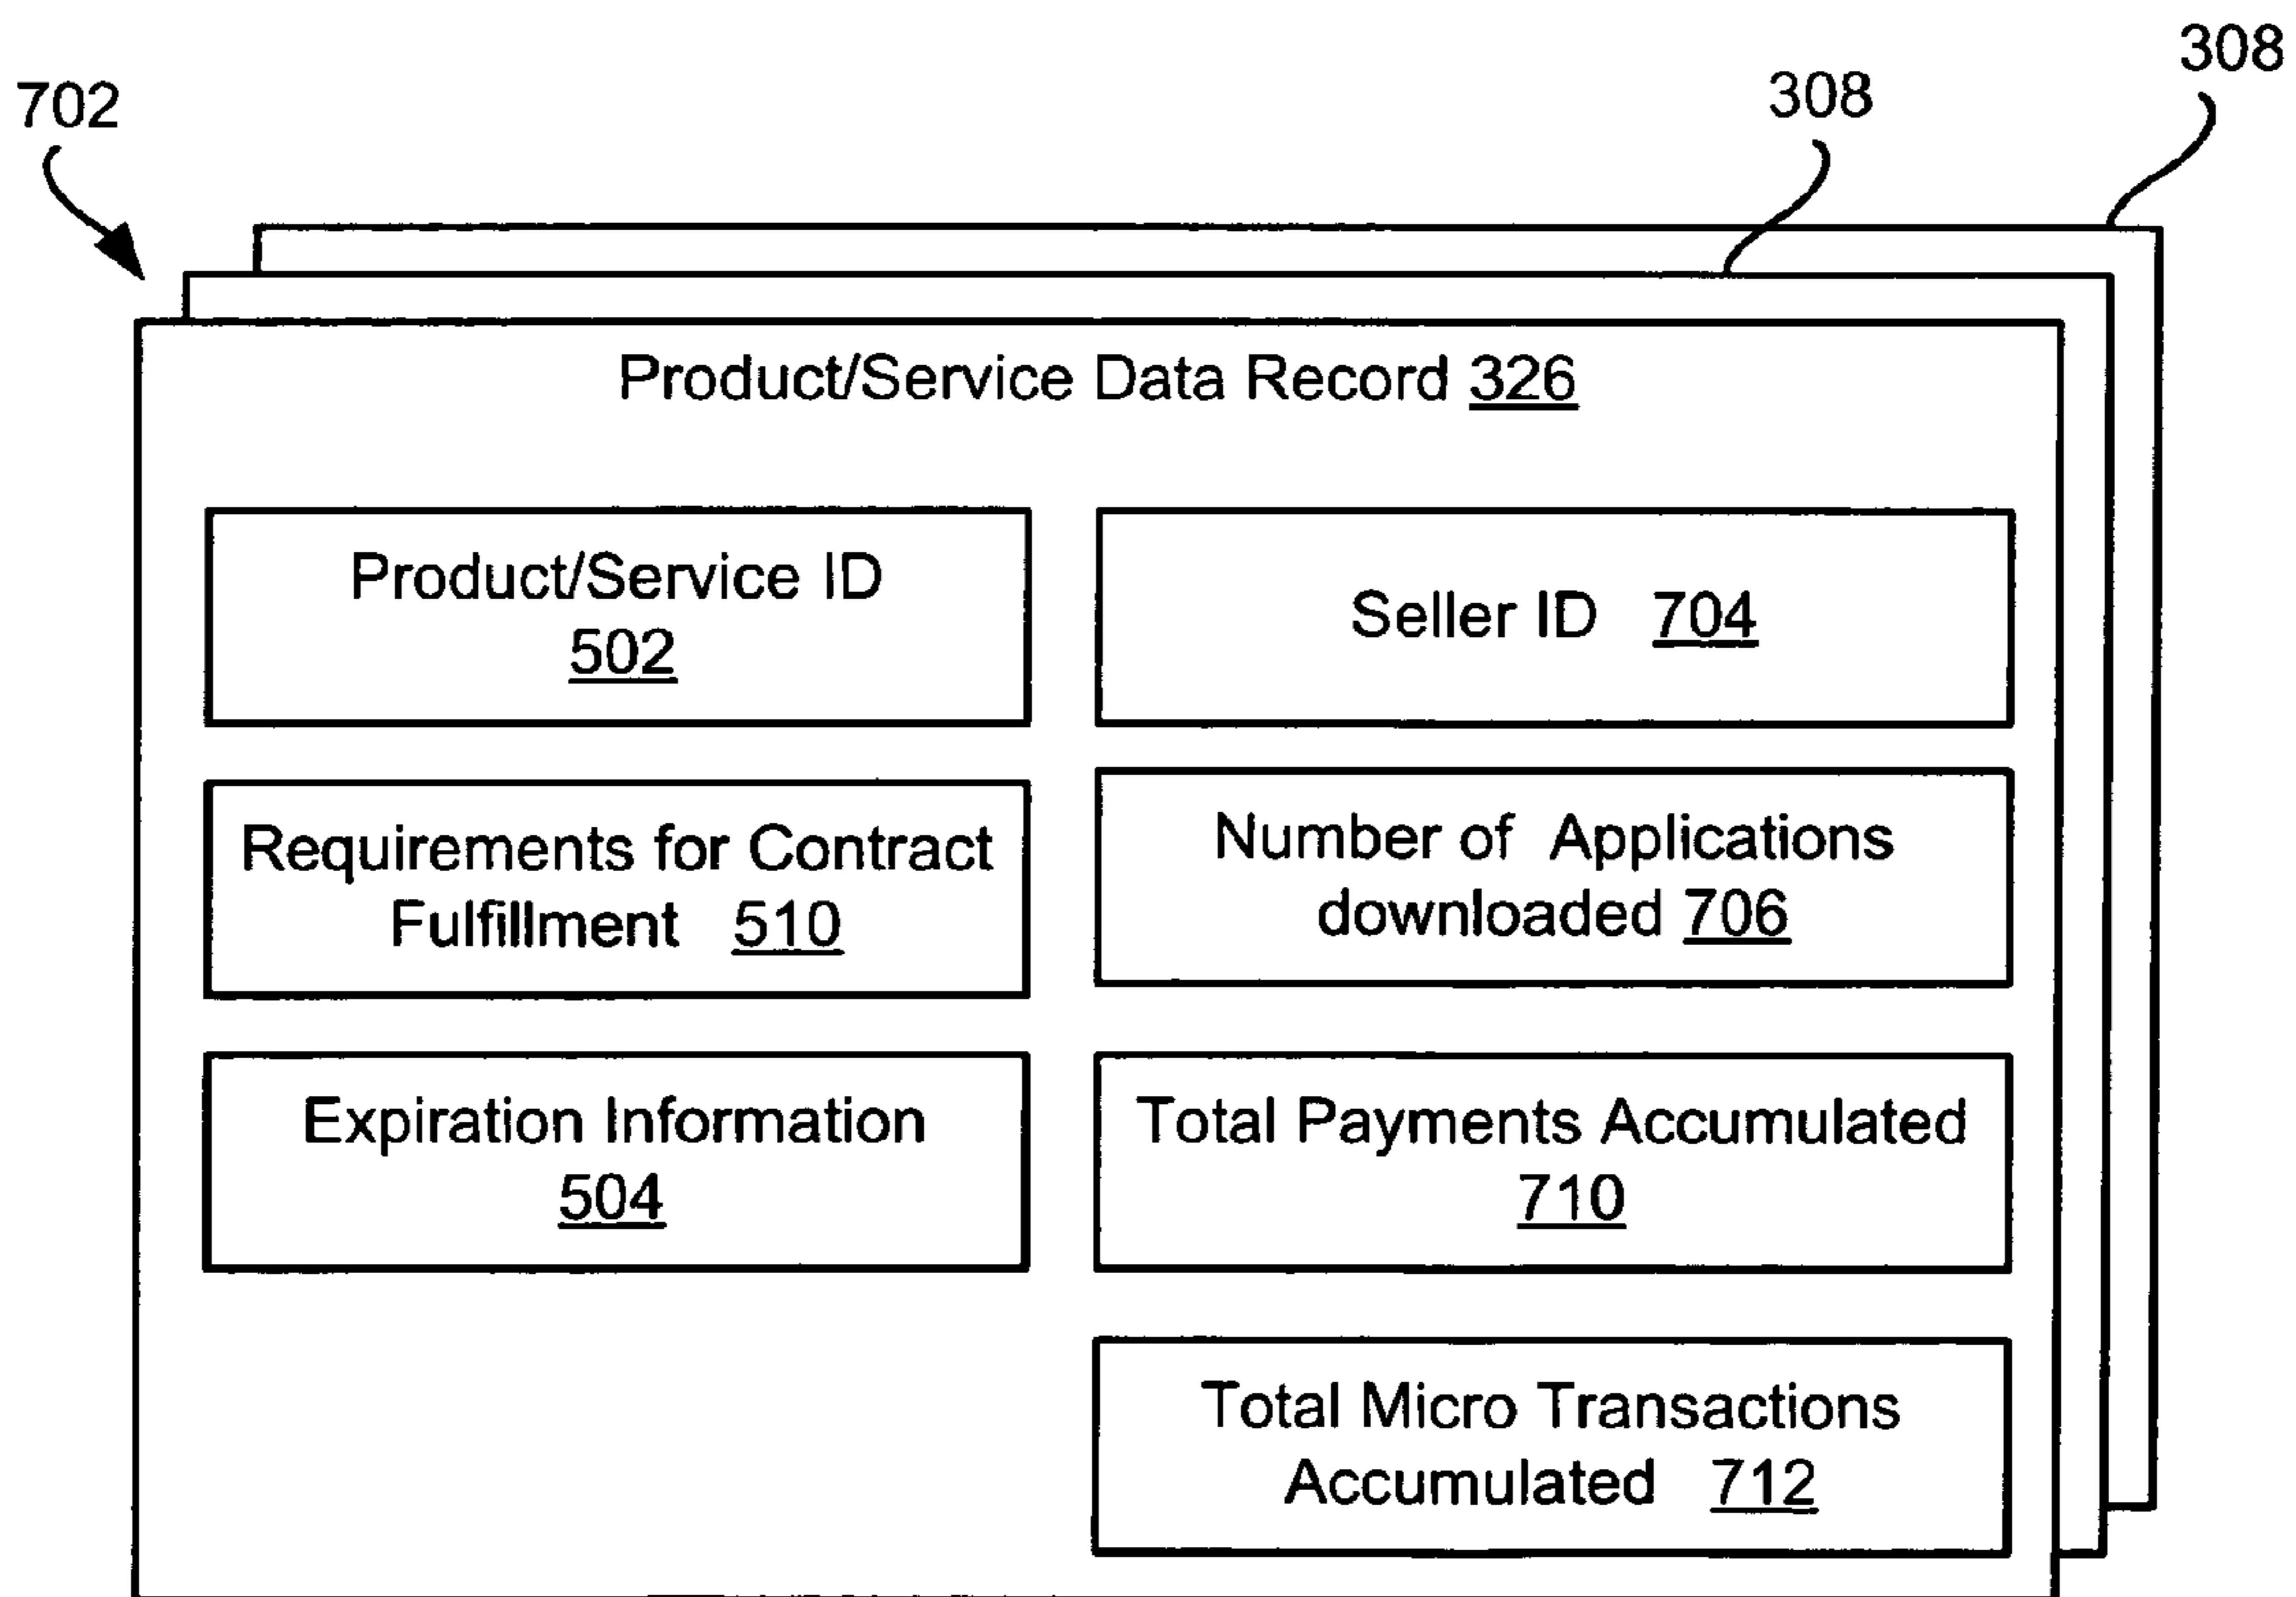 308
308
702
Product/Service Data Record 326
Product/Service ID
502
Seller ID 704
Requirements for Contract
Fulfillment 510
Number of Applications
downloaded 706
Expiration Information
504
Total Payments Accumulated
710
Total Micro Transactions
Accumulated 712